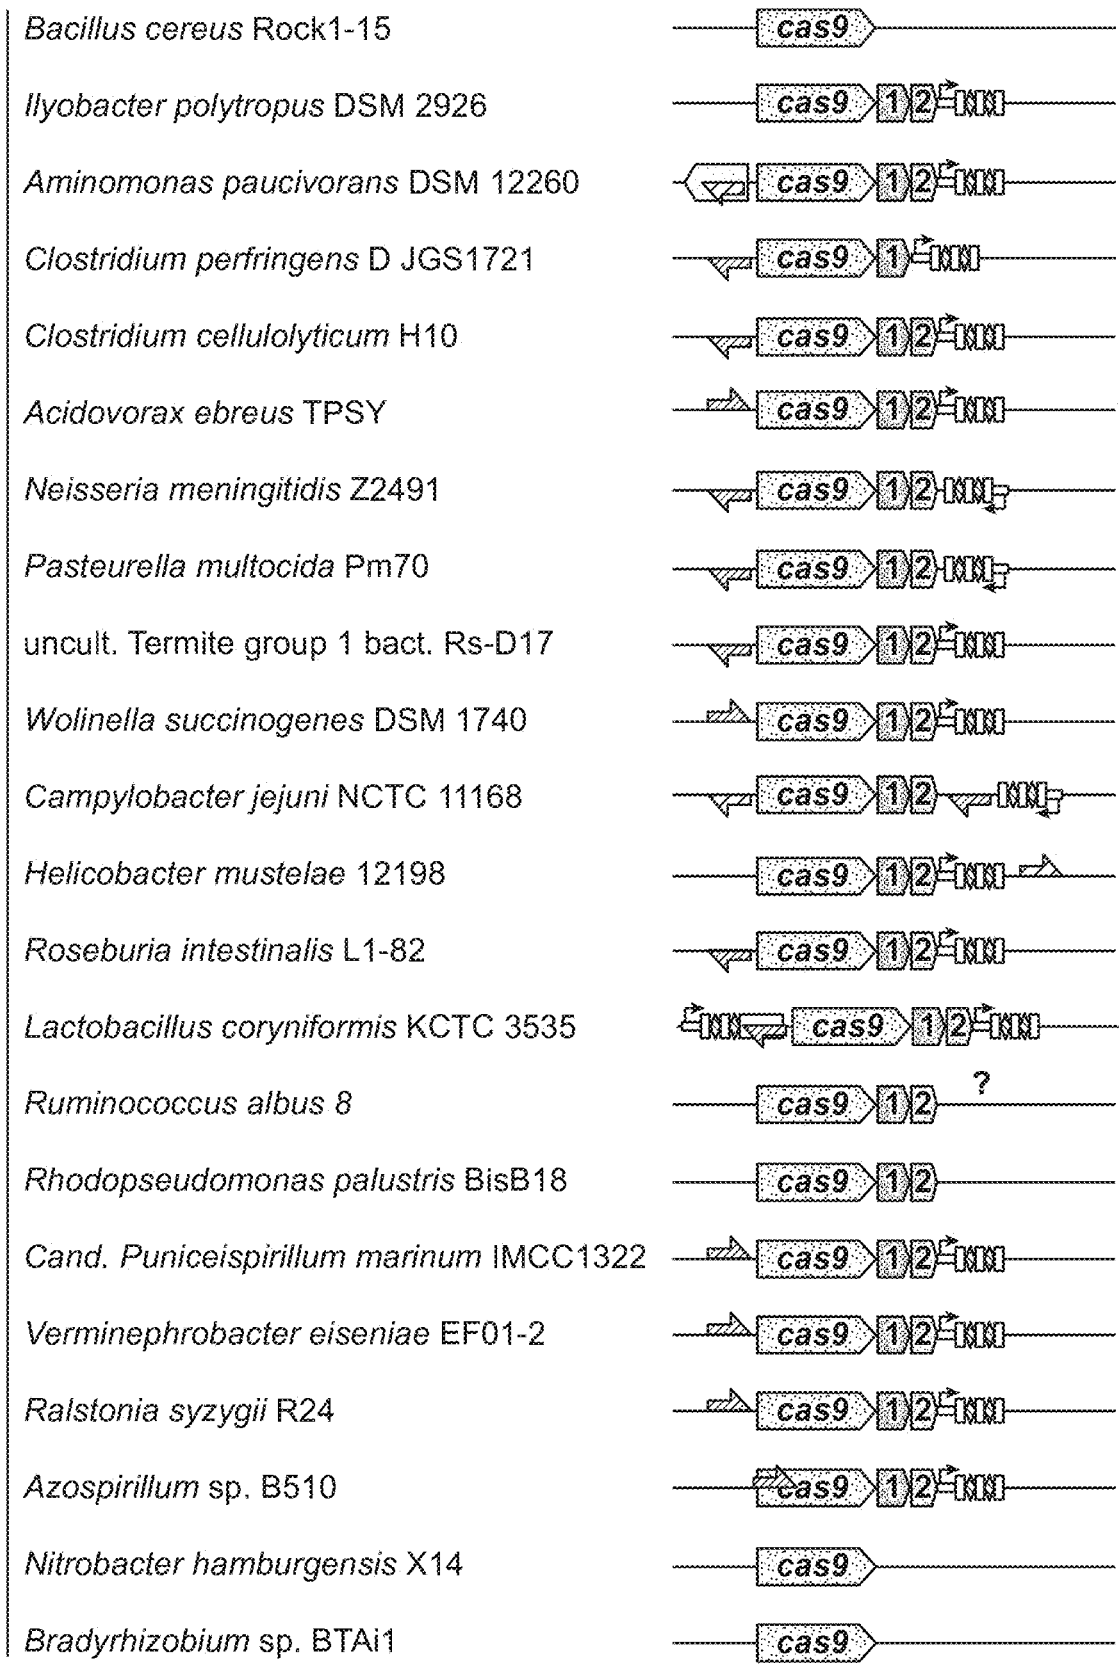 Bacillus cereus Rock1-15 cas9
Ilyobacter polytropus DSM 2926 cas9 1 2
Aminomonas paucivorans DSM 12260 cas9 1 2
Clostridium perfringens D JGS1721 cas9 1
Clostridium cellulolyticum H10 cas9 1 2
Acidovorax ebreus TPSY cas9 1 2
Neisseria meningitidis Z2491 cas9 1 2
Pasteurella multocida Pm70 cas9 1 2
uncult. Termite group 1 bact. Rs-D17 cas9 1 2
Wolinella succinogenes DSM 1740 cas9 1 2
Campylobacter jejuni NCTC 11168 cas9 1 2
Helicobacter mustelae 12198 cas9 1 2
Roseburia intestinalis L1-82 cas9 1 2
Lactobacillus coryniformis KCTC 3535 cas9 1 2
Ruminococcus albus 8 cas9 1 2 ?
Rhodopseudomonas palustris BisB18 cas9 1 2
Cand. Puniceispirillum marinum IMCC1322 cas9 1 2
Verminephrobacter eiseniae EF01-2 cas9 1 2
Ralstonia syzygii R24 cas9 1 2
Azospirillum sp. B510 cas9 1 2
Nitrobacter hamburgensis X14 cas9
Bradyrhizobium sp. BTAi1 cas9